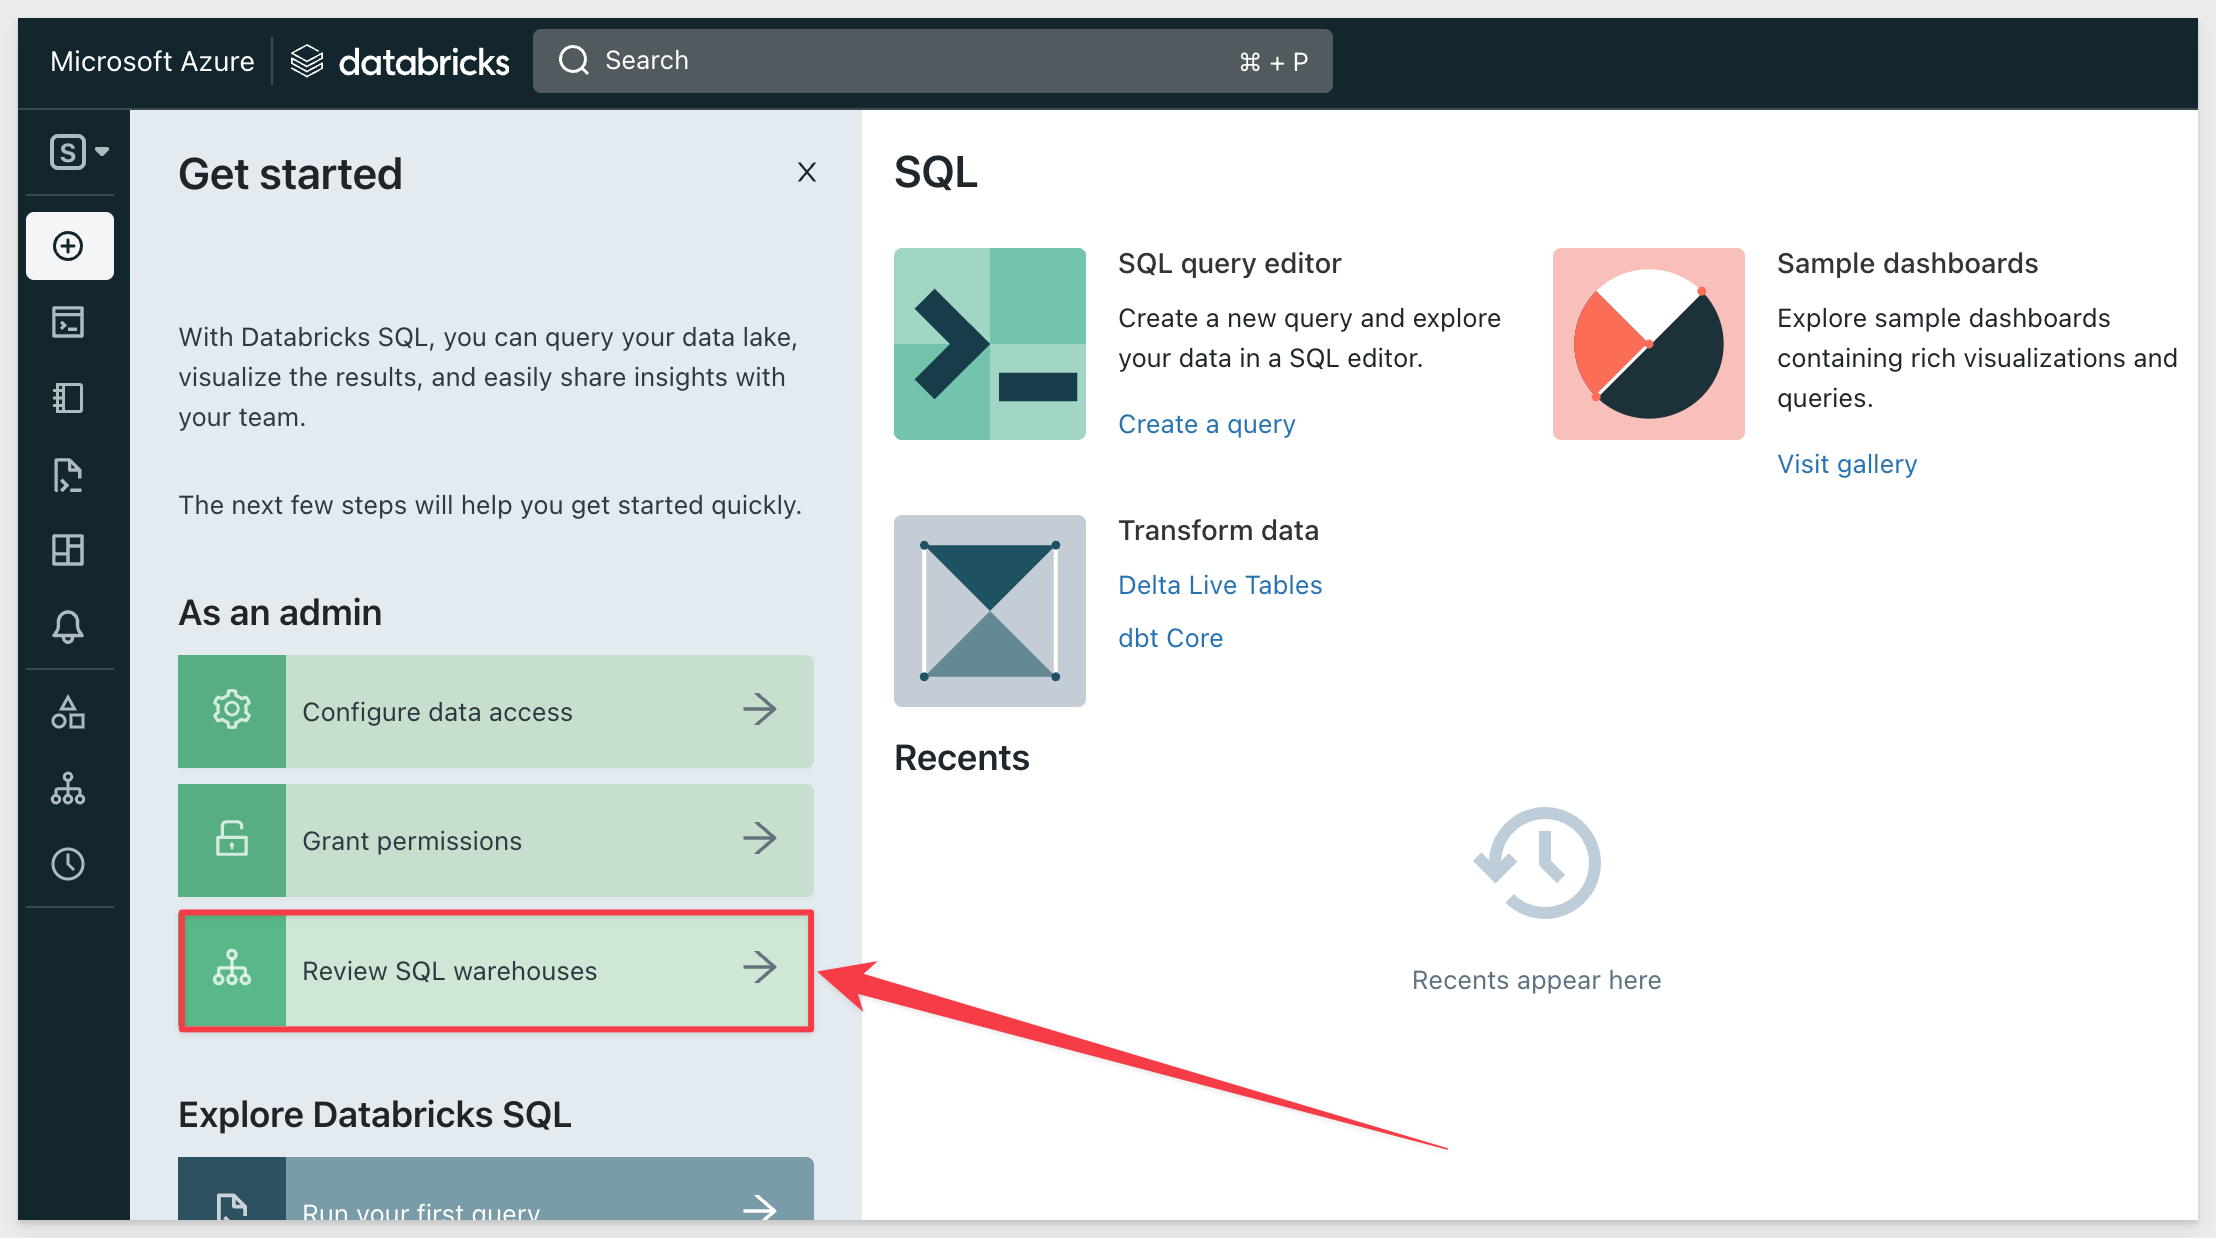 Microsoft Azure
databricks
Search
⌘ + P
S
Get started
X
With Databricks SQL, you can query your data lake,
visualize the results, and easily share insights with
your team.
The next few steps will help you get started quickly.
As an admin
Configure data access
Grant permissions
Review SQL warehouses
Explore Databricks SQL
Run your first query
SQL
SQL query editor
Create a new query and explore
your data in a SQL editor.
Create a query
Sample dashboards
Explore sample dashboards
containing rich visualizations and
queries.
Visit gallery
Transform data
Delta Live Tables
dbt Core
Recents
Recents appear here